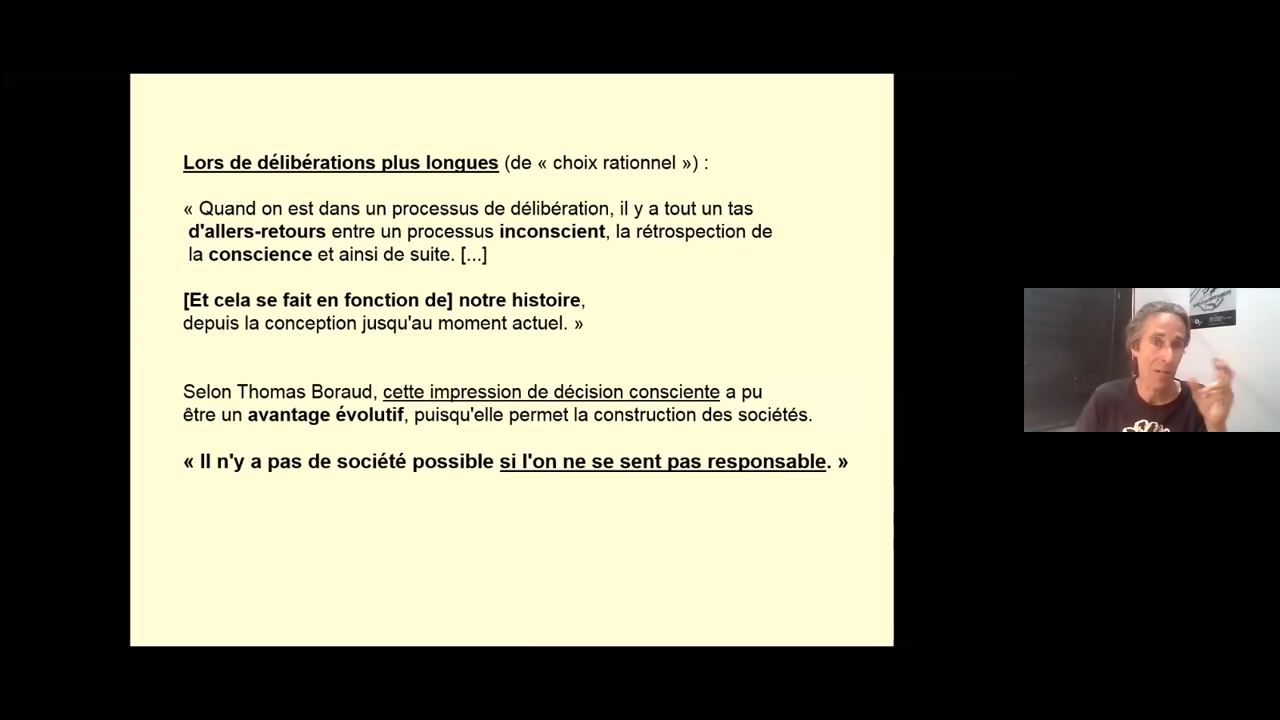 Lors de délibérations plus longues (de « choix rationnel ») :
« Quand on est dans un processus de délibération, il y a tout un tas
d'allers-retours entre un processus inconscient, la rétrospection de
la conscience et ainsi de suite. [...]
[Et cela se fait en fonction de] notre histoire,
depuis la conception jusqu'au moment actuel. »
Selon Thomas Boraud, cette impression de décision consciente a pu
être un avantage évolutif, puisqu'elle permet la construction des sociétés.
« Il n'y a pas de société possible si l'on ne se sent pas responsable. »